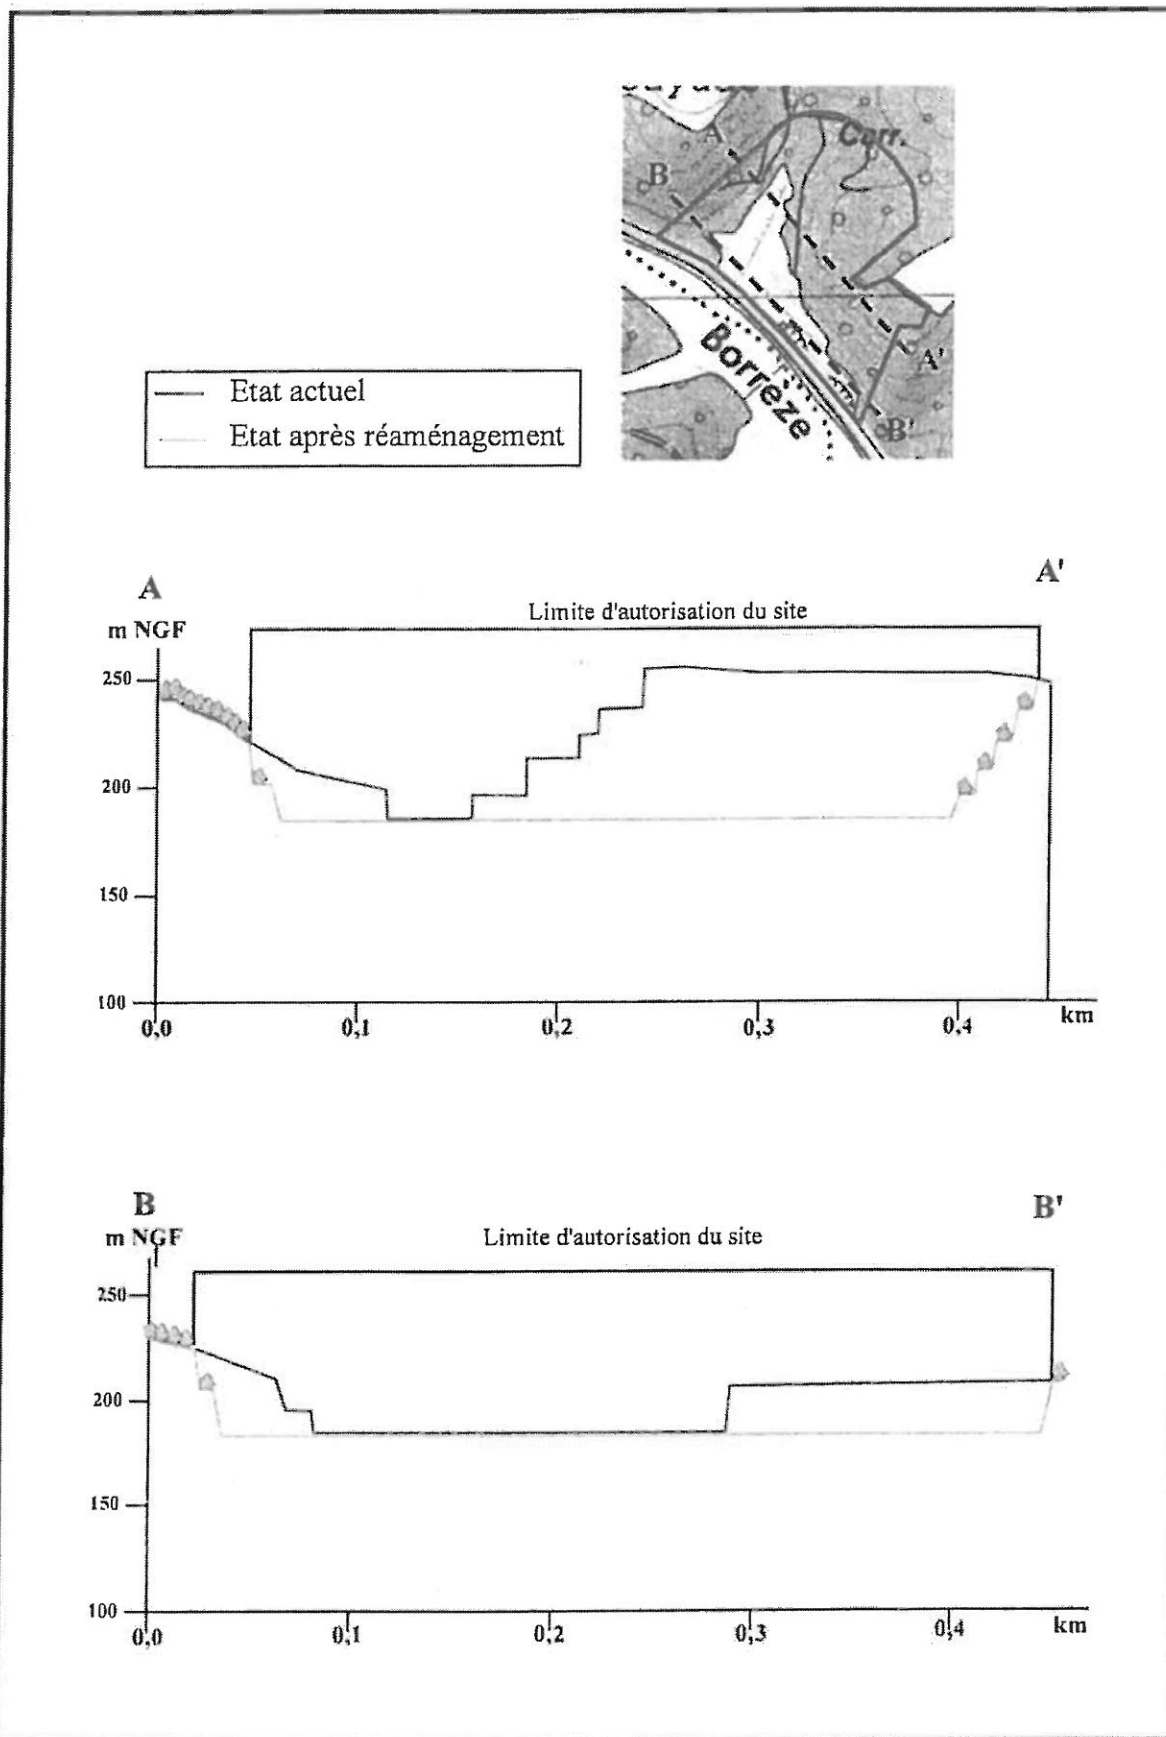 A
Carr.
B
Borrèze
A'
B'
Etat actuel
Etat après réaménagement
A
A'
Limite d'autorisation du site
m NGF
250
200
150
100
0,0
0,1
0,2
0,3
0,4
km
B
B'
m NGF
Limite d'autorisation du site
250
200
150
100
0,0
0,1
0,2
0,3
0,4
km